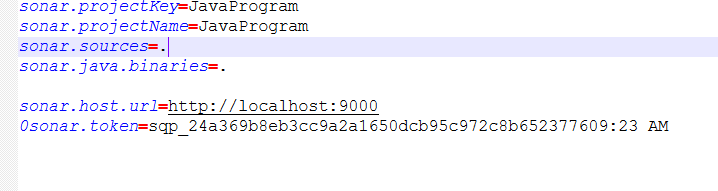 sonar.projectKey=JavaProgram
sonar.projectName=JavaProgram
sonar.sources=.
sonar.java.binaries=.
sonar.host.url=http://localhost:9000
0sonar.token=sqp_24a369b8eb3cc9a2a1650dcb95c972c8b652377609:23 AM